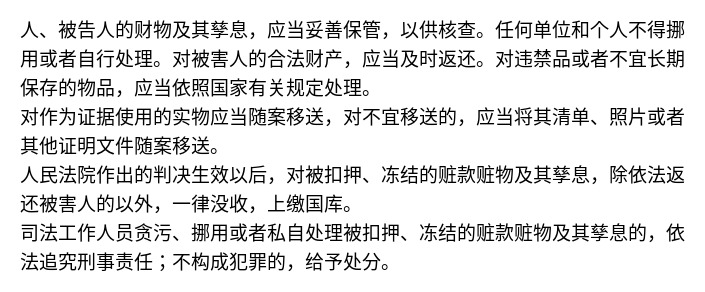 人、被告人的财物及其孳息，应当妥善保管，以供核查。任何单位和个人不得挪
用或者自行处理。对被害人的合法财产，应当及时返还。对违禁品或者不宜长期
保存的物品，应当依照国家有关规定处理。
对作为证据使用的实物应当随案移送，对不宜移送的，应当将其清单、照片或者
其他证明文件随案移送。
人民法院作出的判决生效以后，对被扣押、冻结的赃款赃物及其孳息，除依法返
还被害人的以外，一律没收，上缴国库。
司法工作人员贪污、挪用或者私自处理被扣押、冻结的赃款赃物及其孳息的，依
法追究刑事责任；不构成犯罪的，给予处分。